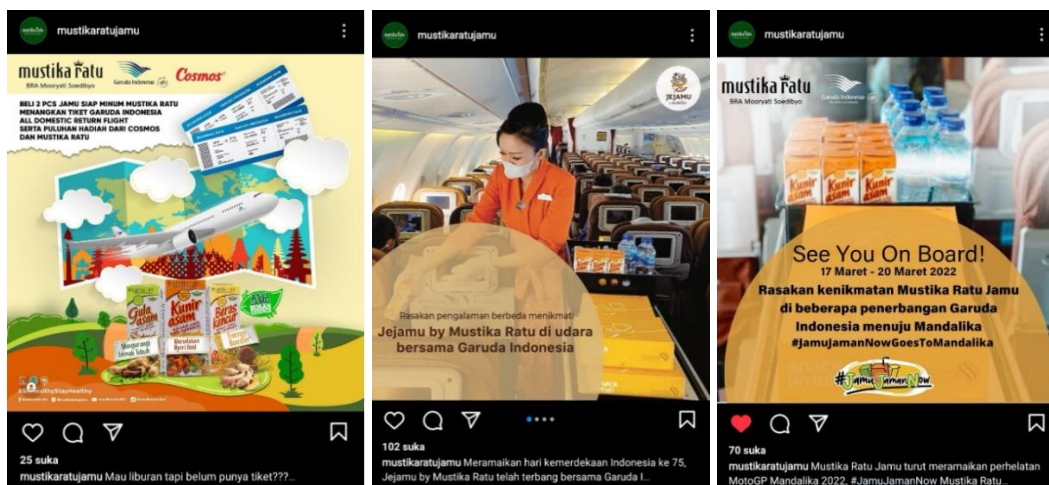 mustikaratujamu
mustika ratu
BRA Mooryati Soedibyo
Garuda Indonesia
Cosmos
BELI 2 PCS JAMU SIAP MINUM MUSTIKA RATU
MENANGKAN TIKET GARUDA INDONESIA
ALL DOMESTIC RETURN FLIGHT
SERTA PULUHAN HADIAH DARI COSMOS
DAN MUSTIKA RATU
Gula asam
Kunir asam
Beras kencur
25 suka
mustikaratujamu Mau liburan tapi belum punya tiket???...
mustikaratujamu
JEJAMU
Rasakan pengalaman berbeda menikmati
Jejamu by Mustika Ratu di udara
bersama Garuda Indonesia
102 suka
mustikaratujamu Meramaikan hari kemerdekaan Indonesia ke 75,
Jejamu by Mustika Ratu telah terbang bersama Garuda I...
mustikaratujamu
mustika ratu
BRA Mooryati Soedibyo
Garuda Indonesia
Kunir asam
Kunir asam
Kunir asam
See You On Board!
17 Maret - 20 Maret 2022
Rasakan kenikmatan Mustika Ratu Jamu
di beberapa penerbangan Garuda
Indonesia menuju Mandalika
#JamuJamanNowGoesToMandalika
#JamuJamanNow
70 suka
mustikaratujamu Mustika Ratu Jamu turut meramaikan perhelatan
MotoGP Mandalika 2022. #JamuJamanNow Mustika Ratu...